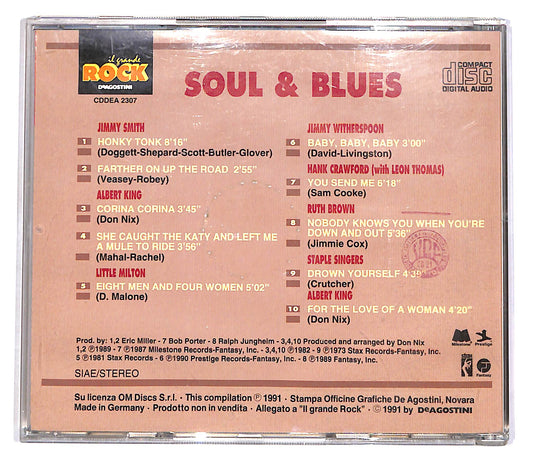 il grande
ROCK
DeAGOSTINI
CDDEA 2307
SOUL & BLUES
COMPACT
disc
DIGITAL AUDIO
JIMMY SMITH
1 HONKY TONK 8'16"
(Doggett-Shepard-Scott-Butler-Glover)
2 FARTHER ON UP THE ROAD 2'55"
(Veasey-Robey)
ALBERT KING
3 CORINA CORINA 3'45"
(Don Nix)
4 SHE CAUGHT THE KATY AND LEFT ME
A MULE TO RIDE 3'56"
(Mahal-Rachel)
LITTLE MILTON
5 EIGHT MEN AND FOUR WOMEN 5'02"
(D. Malone)
JIMMY WITHERSPOON
6 BABY, BABY, BABY 3'00"
(David-Livingston)
HANK CRAWFORD (with LEON THOMAS)
7 YOU SEND ME 6'18"
(Sam Cooke)
RUTH BROWN
8 NOBODY KNOWS YOU WHEN YOU'RE
DOWN AND OUT 5'36"
(Jimmie Cox)
STAPLE SINGERS
9 DROWN YOURSELF
(Crutcher)
ALBERT KING
10 FOR THE LOVE OF A WOMAN 4'20"
(Don Nix)
Prod. by: 1,2 Eric Miller - 7 Bob Porter - 8 Ralph Jungheim - 3,4,10 Produced and arranged by Don Nix
1,2 ℗1989 - 7 ℗1987 Milestone Records-Fantasy, Inc. - 3,4,10 ℗1982 - 9 ℗1973 Stax Records-Fantasy, Inc.
5 ℗1981 Stax Records - 6 ℗1990 Prestige Records-Fantasy, Inc. - 8 ℗1989 Fantasy, Inc.
SIAE/STEREO
Milestone
Prestige
Fantasy
Su licenza OM Discs S.r.l. - This compilation ℗ 1991 - Stampa Officine Grafiche De Agostini, Novara
Made in Germany - Prodotto non in vendita - Allegato a "Il grande Rock" - © 1991 by DeAGOSTINI